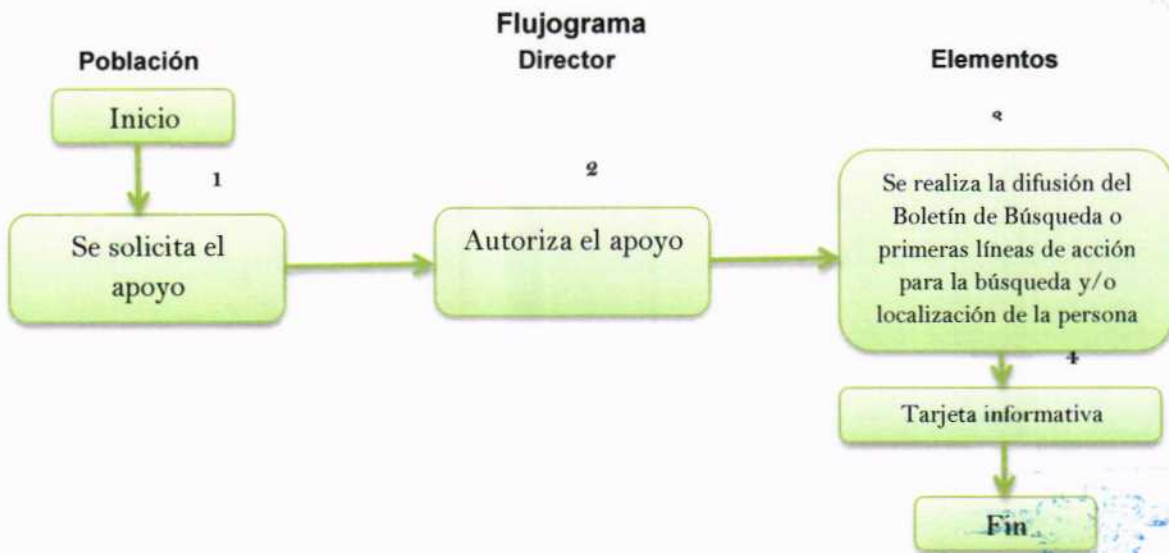 Flujograma
Población
Director
Elementos
Inicio
1
Se solicita el
apoyo
2
Autoriza el apoyo
3
Se realiza la difusión del
Boletín de Búsqueda o
primeras líneas de acción
para la búsqueda y/o
localización de la persona
4
Tarjeta informativa
Fin